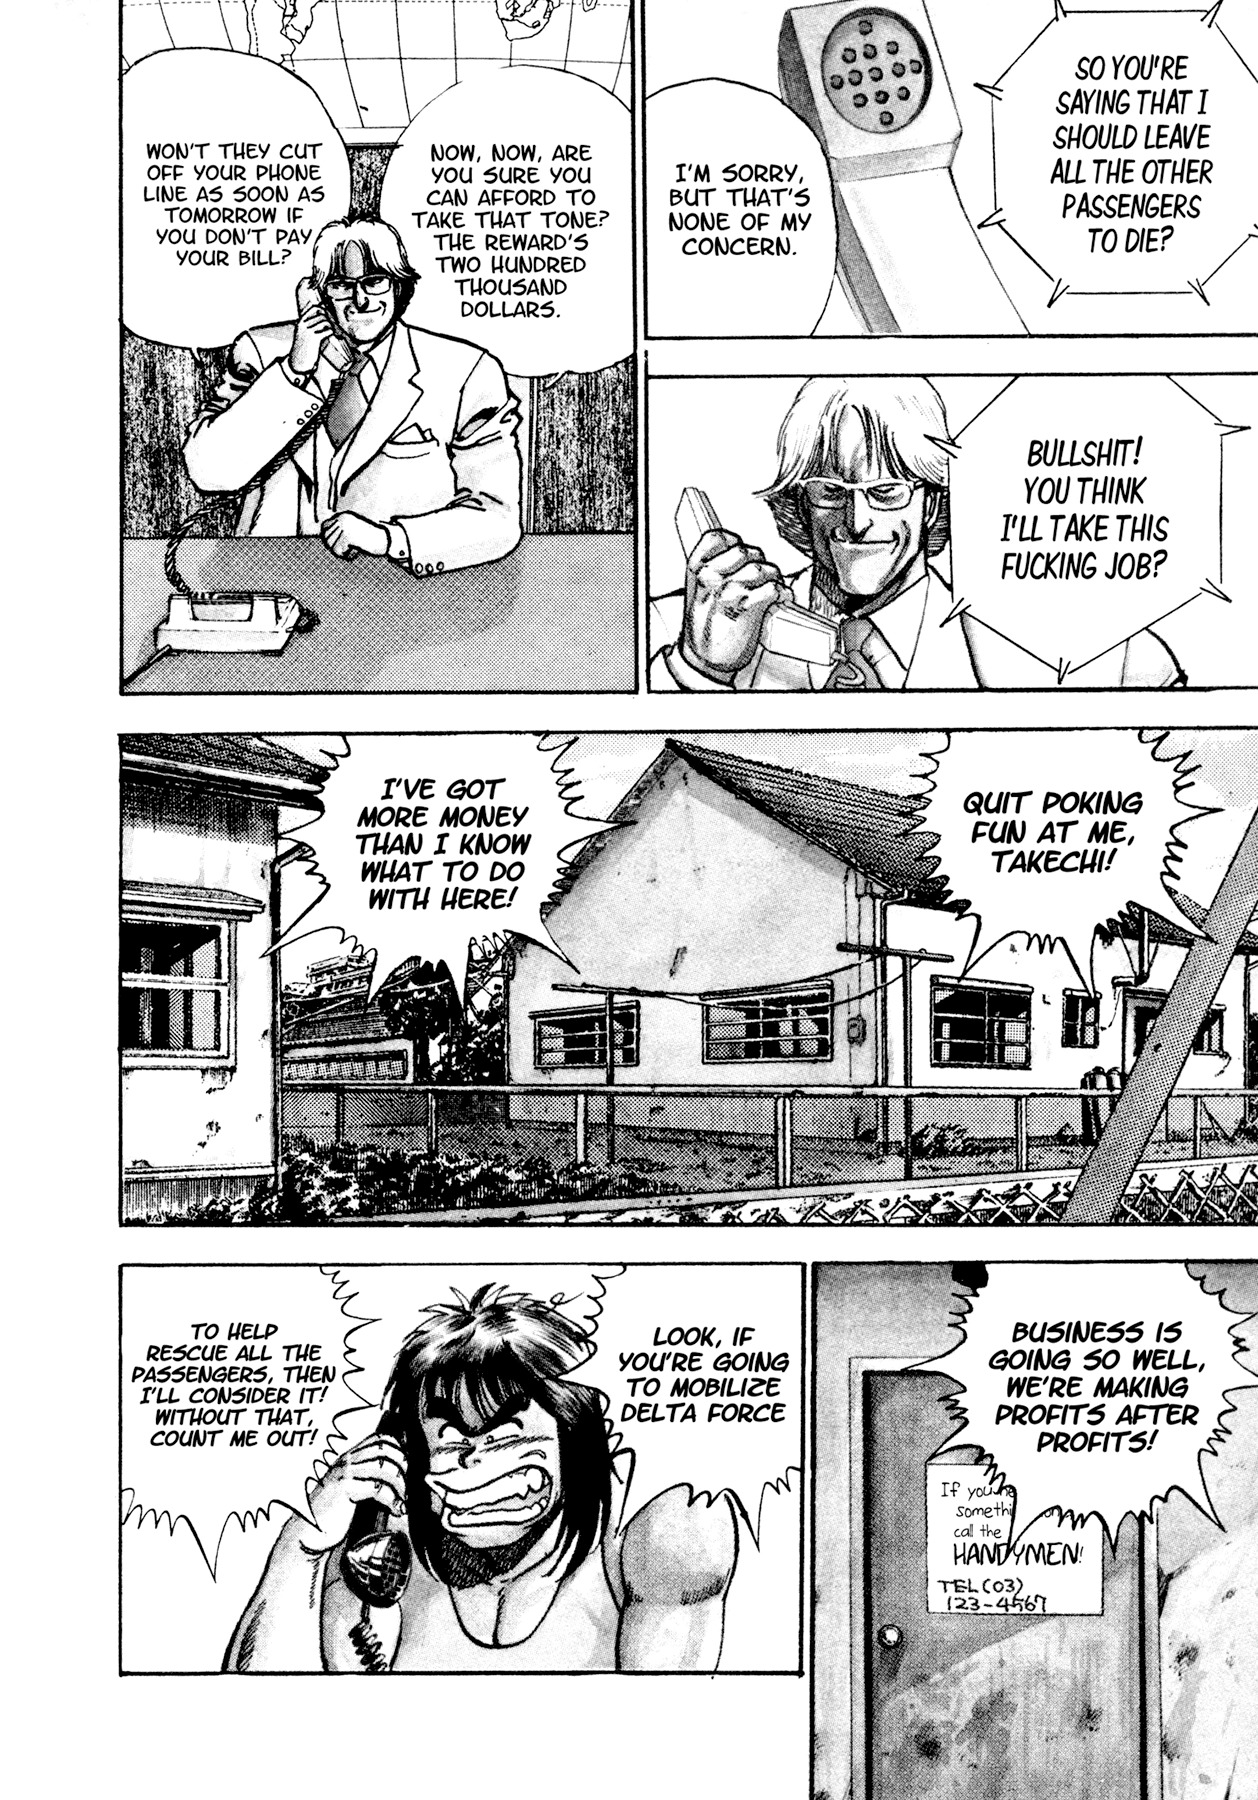 SO YOU'RE
SAYING THAT I
SHOULD LEAVE
ALL THE OTHER
PASSENGERS
TO DIE?
I'M SORRY,
BUT THAT'S
NONE OF MY
CONCERN.
BULLSHIT!
YOU THINK
I'LL TAKE THIS
FUCKING JOB?
NOW, NOW, ARE
YOU SURE YOU
CAN AFFORD TO
TAKE THAT TONE?
THE REWARD'S
TWO HUNDRED
THOUSAND
DOLLARS.
WON'T THEY CUT
OFF YOUR PHONE
LINE AS SOON AS
TOMORROW IF
YOU DON'T PAY
YOUR BILL?
QUIT POKING
FUN AT ME,
TAKECHI!
I'VE GOT
MORE MONEY
THAN I KNOW
WHAT TO DO
WITH HERE!
BUSINESS IS
GOING SO WELL,
WE'RE MAKING
PROFITS AFTER
PROFITS!
If you
call the
HANDYMEN!
TEL (03)
123-4567
LOOK, IF
YOU'RE GOING
TO MOBILIZE
DELTA FORCE
TO HELP
RESCUE ALL THE
PASSENGERS, THEN
I'LL CONSIDER IT!
WITHOUT THAT,
COUNT ME OUT!